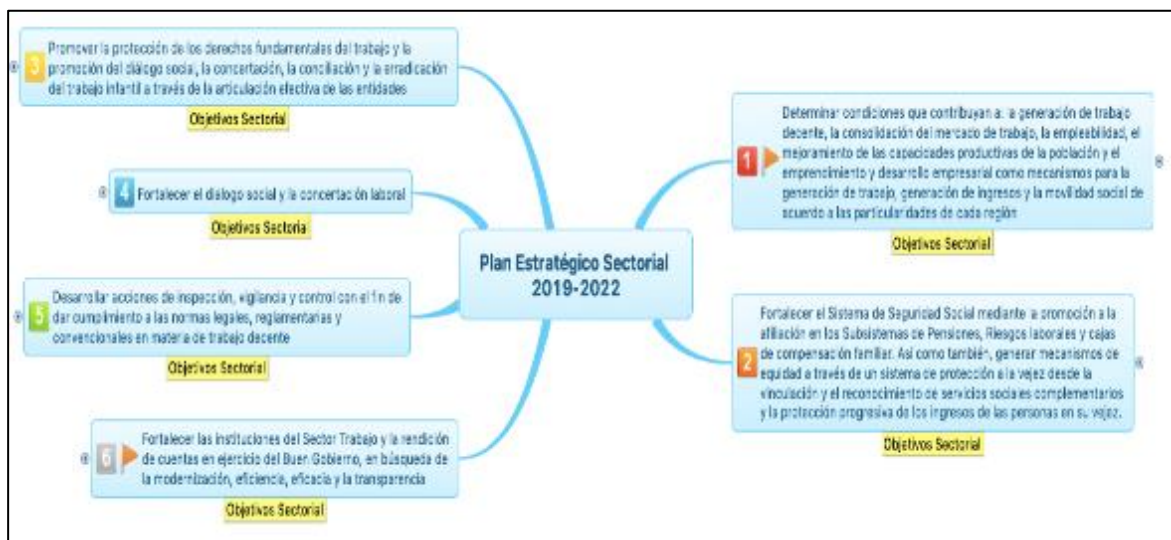 3
Promover la protección de los derechos fundamentales del trabajo y la
promoción del diálogo social, la concertación, la conciliación y la erradicación
del trabajo infantil a través de la articulación efectiva de las entidades
Objetivos Sectorial
4
Fortalecer el dialogo social y la concertación laboral
Objetivos Sectorial
5
Desarrollar acciones de inspección, vigilancia y control con el fin de
dar cumplimiento a las normas legales, reglamentarias y
convencionales en materia de trabajo decente
Objetivos Sectorial
6
Fortalecer las instituciones del Sector Trabajo y la rendición
de cuentas en ejercicio del Buen Gobierno, en búsqueda de
la modernización, eficiencia, eficacia y la transparencia
Objetivos Sectorial
Plan Estratégico Sectorial
2019-2022
1
Determinar condiciones que contribuyan a: la generación de trabajo
decente, la consolidación del mercado de trabajo, la empleabilidad, el
mejoramiento de las capacidades productivas de la población y el
emprendimiento y desarrollo empresarial como mecanismos para la
generación de trabajo, generación de ingresos y la movilidad social de
acuerdo a las particularidades de cada región
Objetivos Sectorial
2
Fortalecer el Sistema de Seguridad Social mediante la promoción a la
afiliación en los Subsistemas de Pensiones, Riesgos laborales y cajas
de compensación familiar. Así como también, generar mecanismos de
equidad a través de un sistema de protección a la vejez desde la
vinculación y el reconocimiento de servicios sociales complementarios
y la protección progresiva de los ingresos de las personas en su vejez.
Objetivos Sectorial